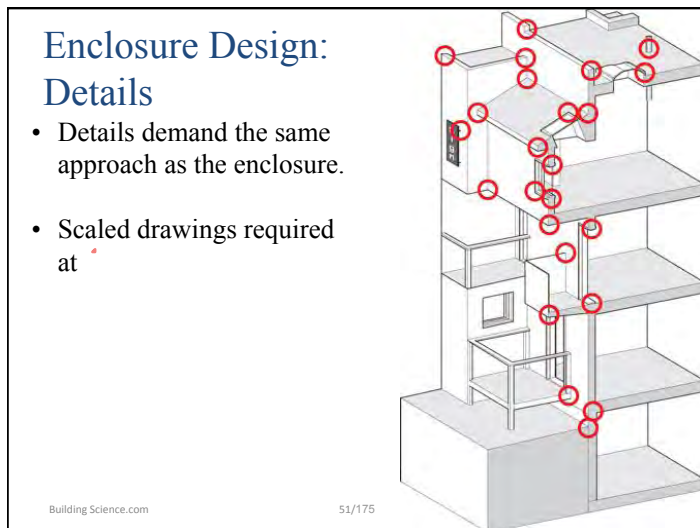 Enclosure Design:
Details
• Details demand the same
approach as the enclosure.
• Scaled drawings required
at
Building Science.com
51/175